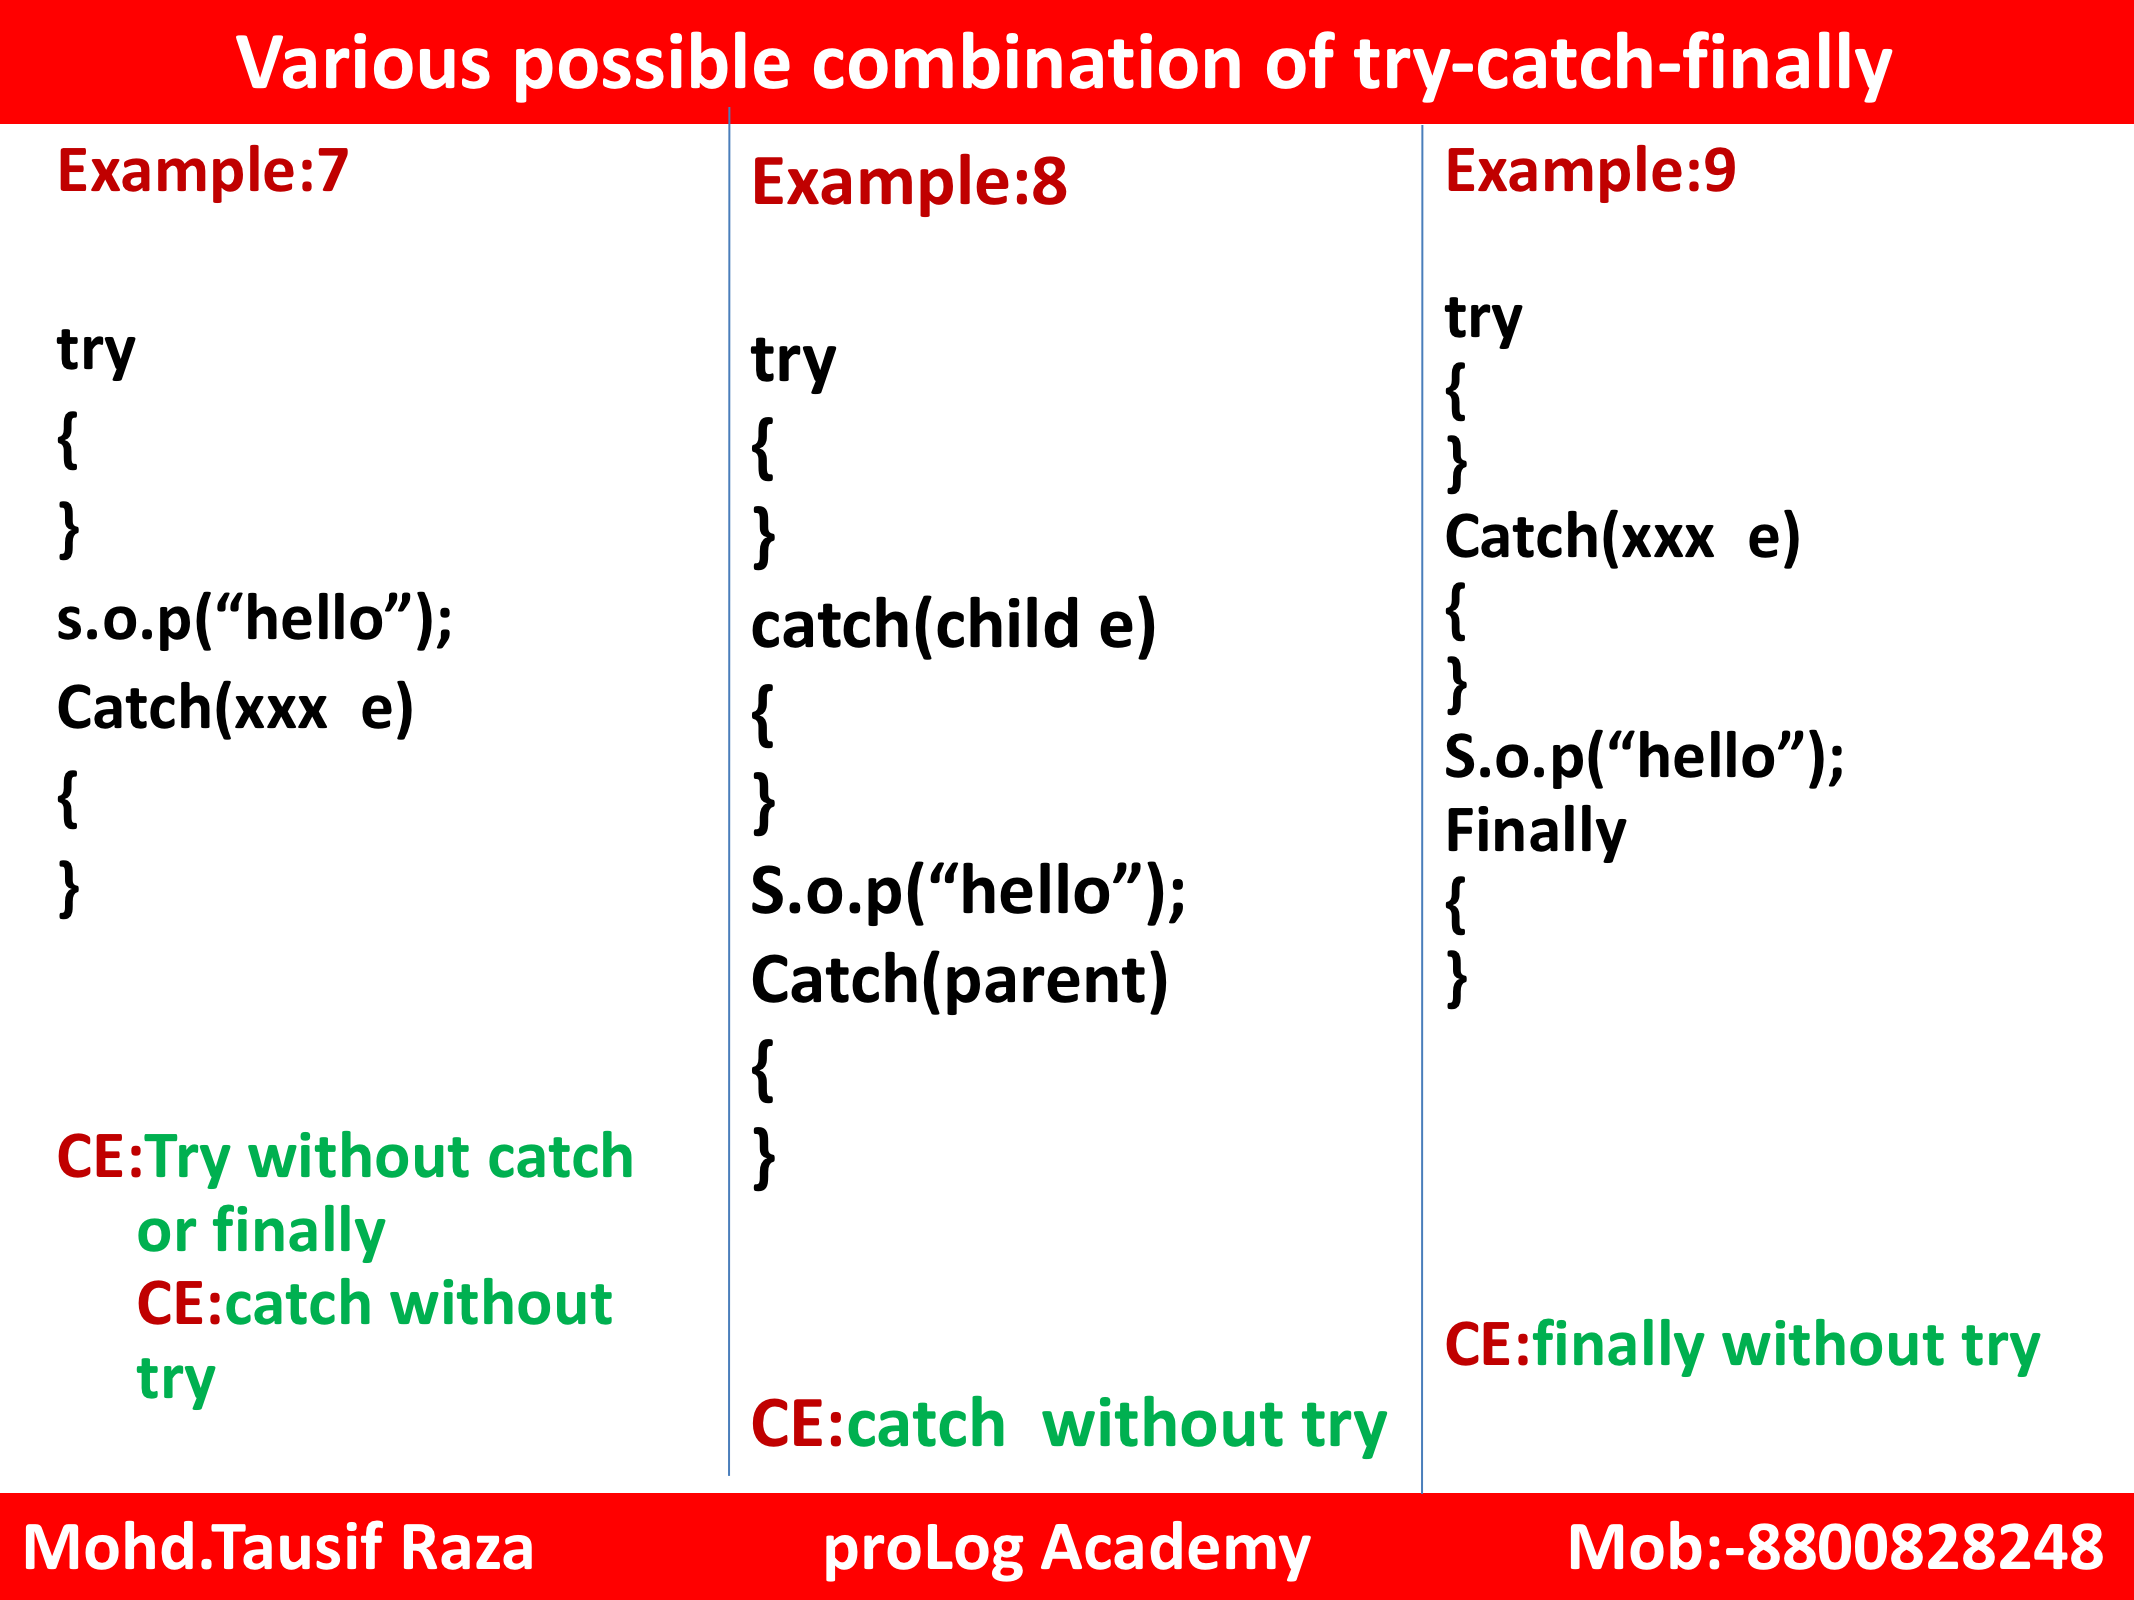 Various possible combination of try-catch-finally
Example:7
try
{
}
s.o.p(“hello”);
Catch(xxx  e)
{
}
CE:Try without catch
or finally
CE:catch without
try
Example:8
try
{
}
catch(child e)
{
}
S.o.p(“hello”);
Catch(parent)
{
}
CE:catch  without try
Example:9
try
{
}
Catch(xxx  e)
{
}
S.o.p(“hello”);
Finally
{
}
CE:finally without try
Mohd.Tausif Raza proLog Academy Mob:-8800828248